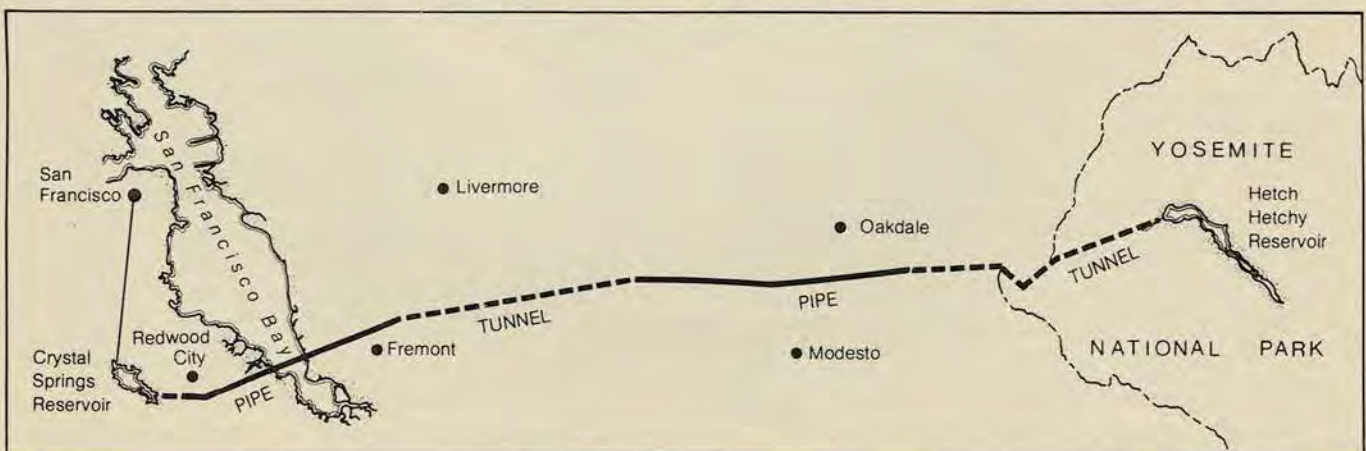 San
Francisco
San Francisco Bay
Livermore
Oakdale
YOSEMITE
Hetch
Hetchy
Reservoir
TUNNEL
TUNNEL
PIPE
Redwood
City
Fremont
Modesto
NATIONAL PARK
Crystal
Springs
Reservoir
PIPE